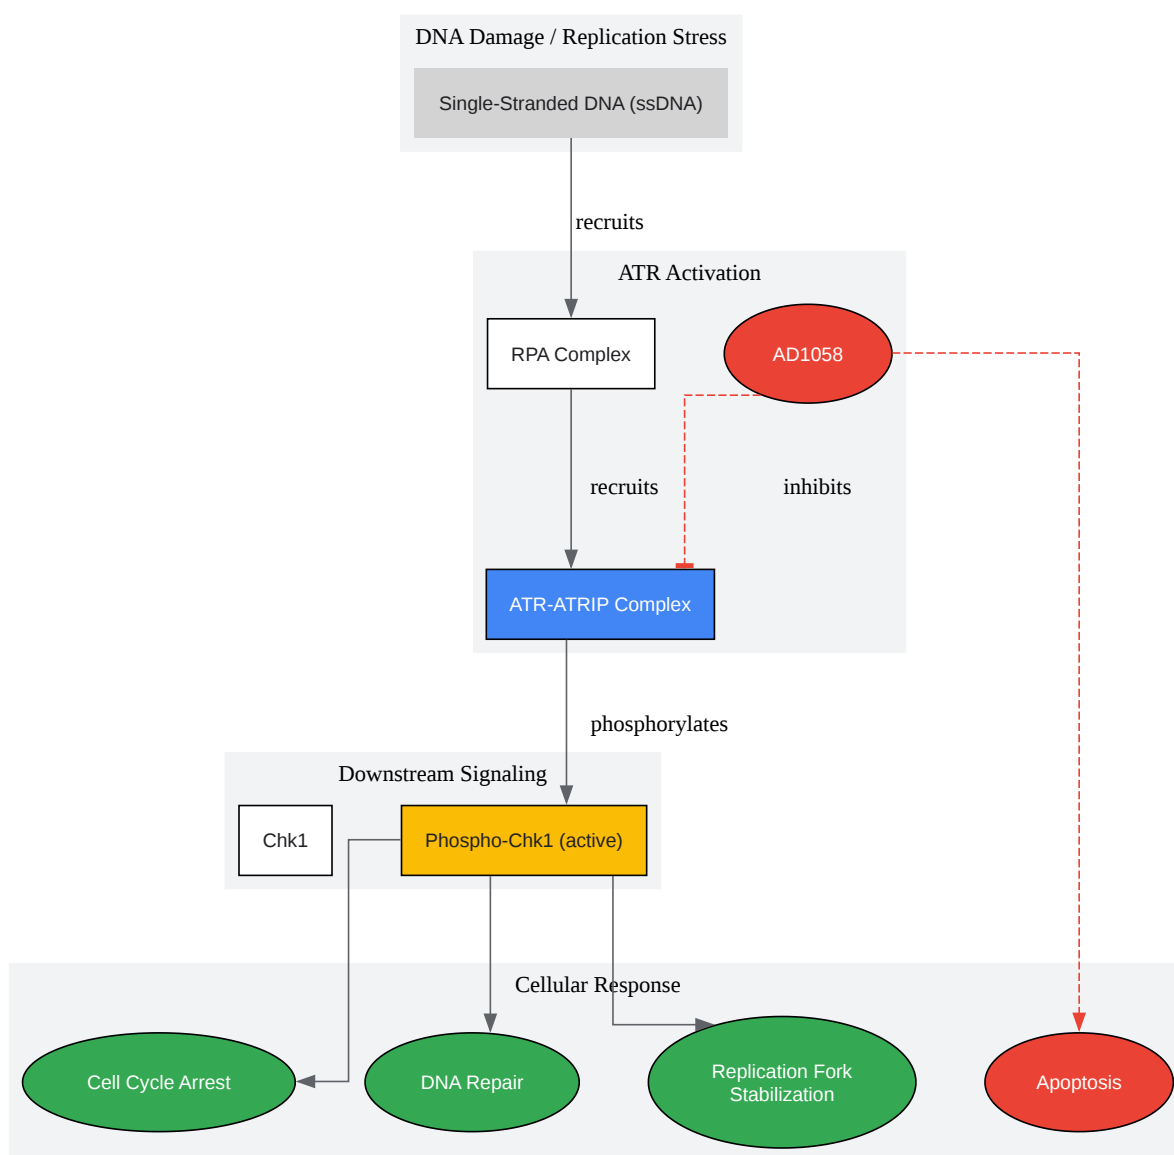 DNA Damage / Replication Stress
Single-Stranded DNA (ssDNA)
recruits
ATR Activation
RPA Complex
AD1058
recruits
inhibits
ATR-ATRIP Complex
phosphorylates
Downstream Signaling
Chk1
Phospho-Chk1 (active)
Cellular Response
Cell Cycle Arrest
DNA Repair
Replication Fork
Stabilization
Apoptosis